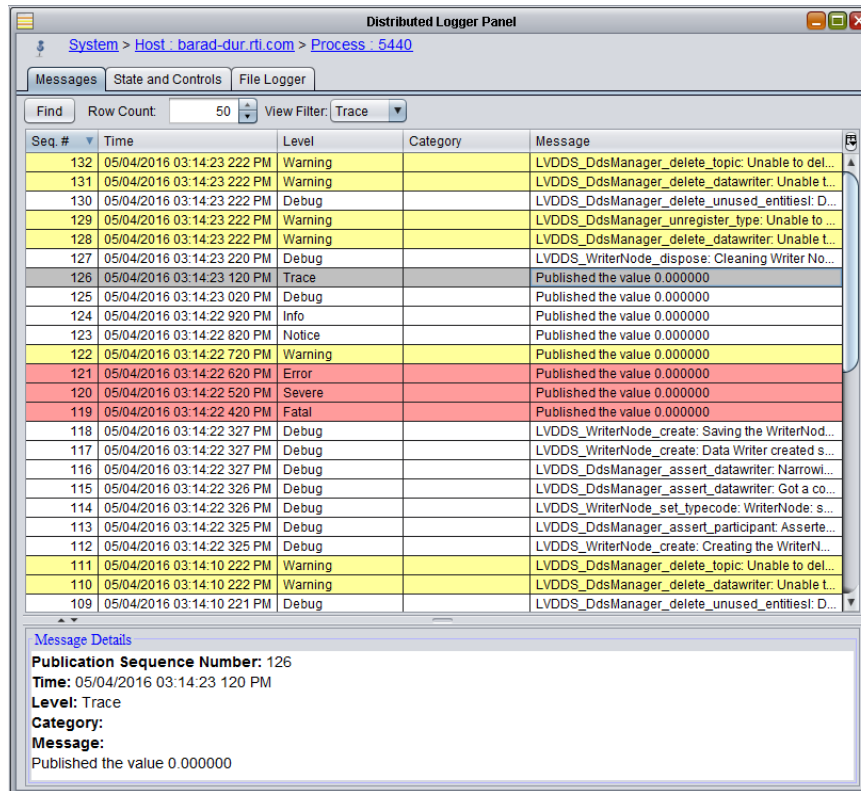 Distributed Logger Panel
System > Host : barad-dur.rti.com > Process : 5440
Messages State and Controls File Logger
Find Row Count: 50 View Filter: Trace
Seq. # Time Level Category Message
132 05/04/2016 03:14:23 222 PM Warning LVDDS_DdsManager_delete_topic: Unable to del...
131 05/04/2016 03:14:23 222 PM Warning LVDDS_DdsManager_delete_datawriter: Unable t...
130 05/04/2016 03:14:23 222 PM Debug LVDDS_DdsManager_delete_unused_entitiesI: D...
129 05/04/2016 03:14:23 222 PM Warning LVDDS_DdsManager_unregister_type: Unable to ...
128 05/04/2016 03:14:23 222 PM Warning LVDDS_DdsManager_delete_datawriter: Unable t...
127 05/04/2016 03:14:23 220 PM Debug LVDDS_WriterNode_dispose: Cleaning Writer No...
126 05/04/2016 03:14:23 120 PM Trace Published the value 0.000000
125 05/04/2016 03:14:23 020 PM Debug Published the value 0.000000
124 05/04/2016 03:14:22 920 PM Info Published the value 0.000000
123 05/04/2016 03:14:22 820 PM Notice Published the value 0.000000
122 05/04/2016 03:14:22 720 PM Warning Published the value 0.000000
121 05/04/2016 03:14:22 620 PM Error Published the value 0.000000
120 05/04/2016 03:14:22 520 PM Severe Published the value 0.000000
119 05/04/2016 03:14:22 420 PM Fatal Published the value 0.000000
118 05/04/2016 03:14:22 327 PM Debug LVDDS_WriterNode_create: Saving the WriterNod...
117 05/04/2016 03:14:22 327 PM Debug LVDDS_WriterNode_create: Data Writer created s...
116 05/04/2016 03:14:22 327 PM Debug LVDDS_DdsManager_assert_datawriter: Narrowi...
115 05/04/2016 03:14:22 326 PM Debug LVDDS_DdsManager_assert_datawriter: Got a co...
114 05/04/2016 03:14:22 326 PM Debug LVDDS_WriterNode_set_typecode: WriterNode: s...
113 05/04/2016 03:14:22 325 PM Debug LVDDS_DdsManager_assert_participant: Asserte...
112 05/04/2016 03:14:22 325 PM Debug LVDDS_WriterNode_create: Creating the WriterN...
111 05/04/2016 03:14:10 222 PM Warning LVDDS_DdsManager_delete_topic: Unable to del...
110 05/04/2016 03:14:10 222 PM Warning LVDDS_DdsManager_delete_datawriter: Unable t...
109 05/04/2016 03:14:10 221 PM Debug LVDDS_DdsManager_delete_unused_entitiesI: D...
Message Details
Publication Sequence Number: 126
Time: 05/04/2016 03:14:23 120 PM
Level: Trace
Category:
Message:
Published the value 0.000000